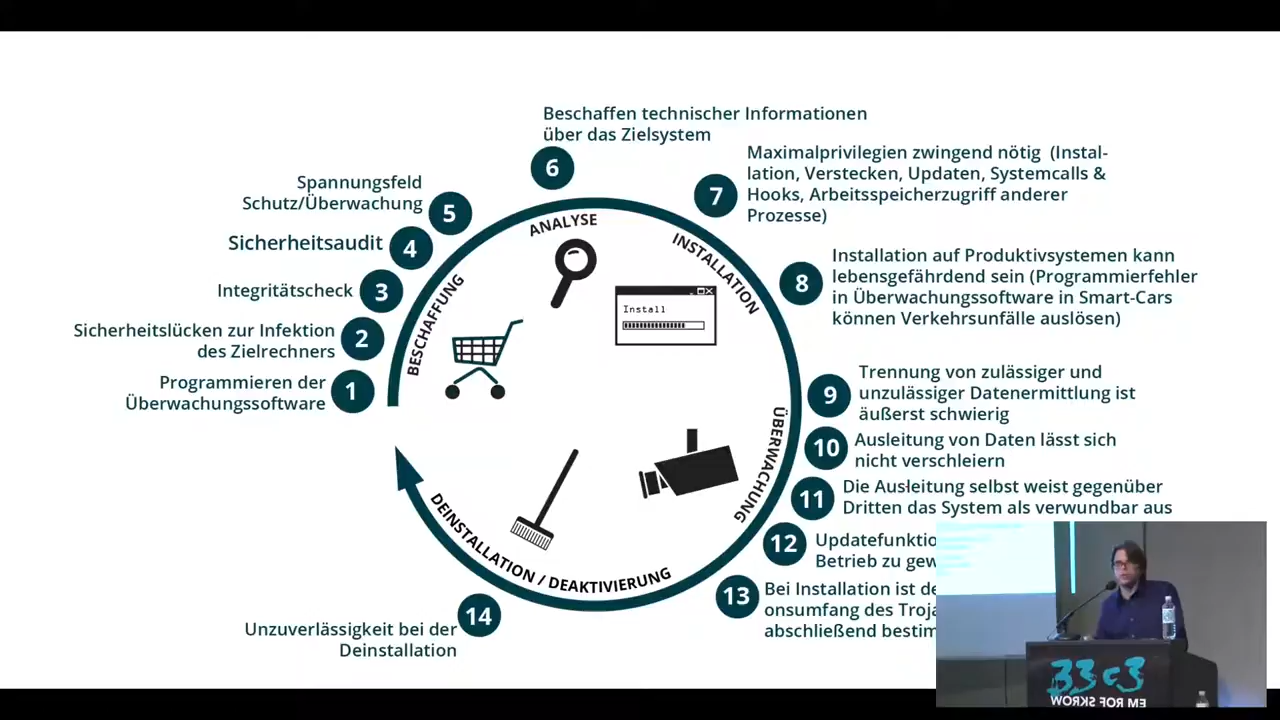 Beschaffen technischer Informationen
über das Zielsystem
6
Maximalprivilegien zwingend nötig (Instal-
lation, Verstecken, Updaten, Systemcalls &
Hooks, Arbeitsspeicherzugriff anderer
Prozesse)
7
Spannungsfeld
Schutz/Überwachung
5
Sicherheitsaudit
4
Integritätscheck
3
Sicherheitslücken zur Infektion
des Zielrechners
2
Programmieren der
Überwachungssoftware
1
BESCHAFFUNG
ANALYSE
INSTALLATION
Install
ÜBERWACHUNG
DEINSTALLATION / DEAKTIVIERUNG
8
Installation auf Produktivsystemen kann
lebensgefährdend sein (Programmierfehler
in Überwachungssoftware in Smart-Cars
können Verkehrsunfälle auslösen)
9
Trennung von zulässiger und
unzulässiger Datenermittlung ist
äußerst schwierig
10
Ausleitung von Daten lässt sich
nicht verschleiern
11
Die Ausleitung selbst weist gegenüber
Dritten das System als verwundbar aus
12
Updatefunktio
Betrieb zu gew
13
Bei Installation ist de
onsumfang des Troja
abschließend bestim
14
Unzuverlässigkeit bei der
Deinstallation
33c3
WORKS FOR ME